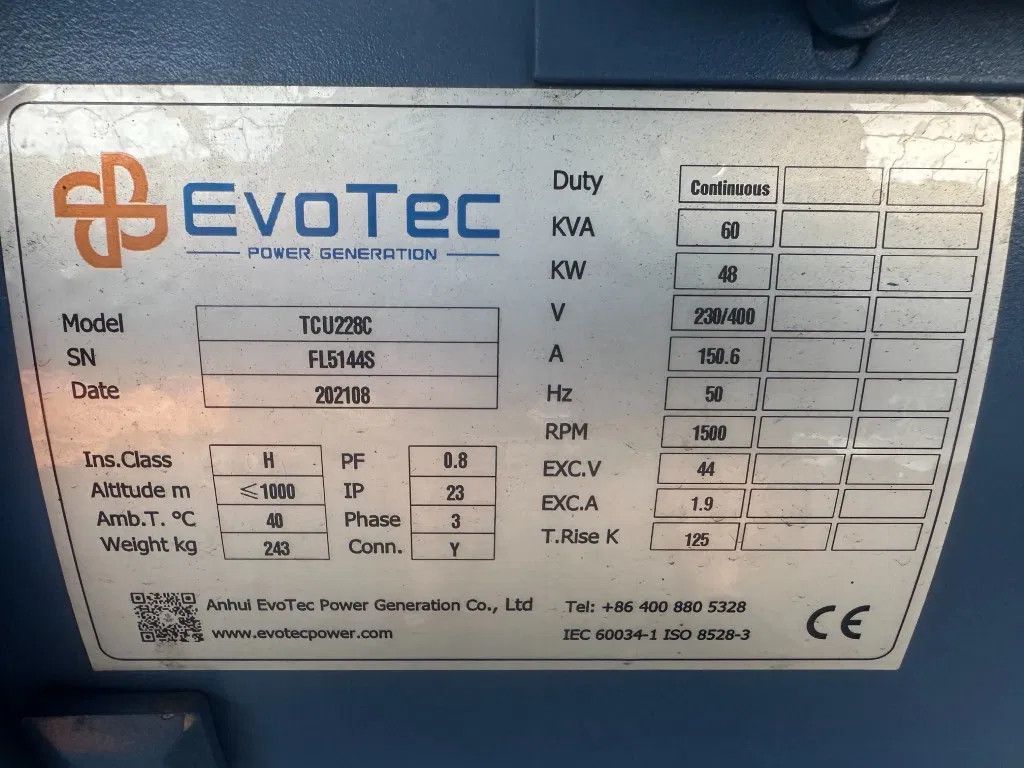 EVOTEC
POWER GENERATION
Model TCU228C
SN FL5144S
Date 202108
Ins.Class H PF 0.8
Altitude m ≤1000 IP 23
Amb.T. ºC 40 Phase 3
Weight kg 243 Conn. Y
Duty Continuous
KVA 60
KW 48
V 230/400
A 150.6
Hz 50
RPM 1500
EXC.V 44
EXC.A 1.9
T.Rise K 125
Anhui EvoTec Power Generation Co., Ltd Tel: +86 400 880 5328
www.evotecpower.com IEC 60034-1 ISO 8528-3
CE